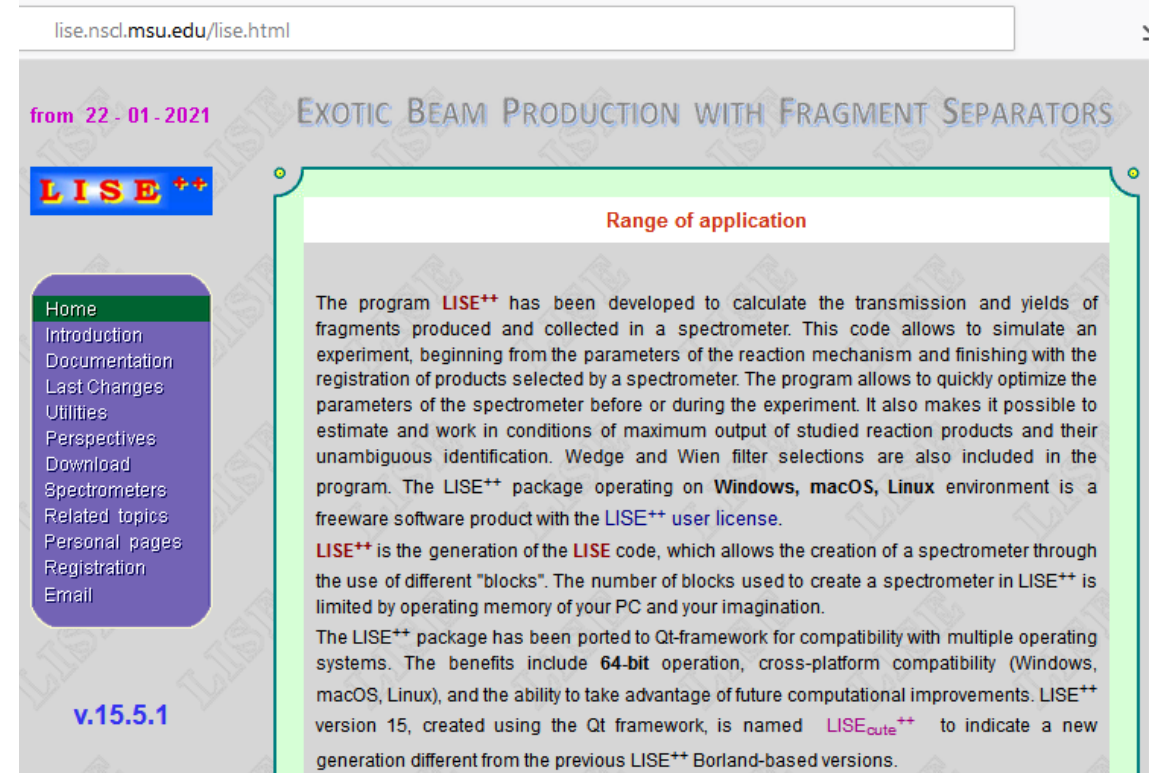 lise.nscl.msu.edu/lise.html
from 22 - 01 - 2021
EXOTIC BEAM PRODUCTION WITH FRAGMENT SEPARATORS
LISE ++
Home
Introduction
Documentation
Last Changes
Utilities
Perspectives
Download
Spectrometers
Related topics
Personal pages
Registration
Email
v.15.5.1
Range of application
The program LISE++ has been developed to calculate the transmission and yields of
fragments produced and collected in a spectrometer. This code allows to simulate an
experiment, beginning from the parameters of the reaction mechanism and finishing with the
registration of products selected by a spectrometer. The program allows to quickly optimize the
parameters of the spectrometer before or during the experiment. It also makes it possible to
estimate and work in conditions of maximum output of studied reaction products and their
unambiguous identification. Wedge and Wien filter selections are also included in the
program. The LISE++ package operating on Windows, macOS, Linux environment is a
freeware software product with the LISE++ user license.
LISE++ is the generation of the LISE code, which allows the creation of a spectrometer through
the use of different "blocks". The number of blocks used to create a spectrometer in LISE++ is
limited by operating memory of your PC and your imagination.
The LISE++ package has been ported to Qt-framework for compatibility with multiple operating
systems. The benefits include 64-bit operation, cross-platform compatibility (Windows,
macOS, Linux), and the ability to take advantage of future computational improvements. LISE++
version 15, created using the Qt framework, is named LISEcute++ to indicate a new
generation different from the previous LISE++ Borland-based versions.